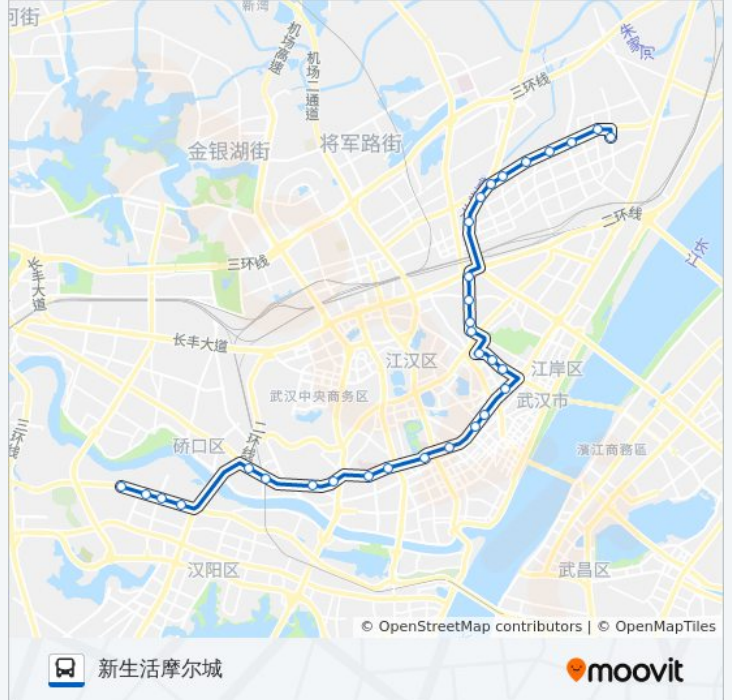 河街
新湾
机场高速
机场二通道
三环线
朱家河
金银湖街
将军路街
二环线
长江
长丰大道
三环线
长丰大道
江汉区
江岸区
武汉中央商务区
武汉市
三环线
硚口区
二环线
濱江商務區
汉阳区
武昌区
© OpenStreetMap contributors | © OpenMapTiles
新生活摩尔城
moovit